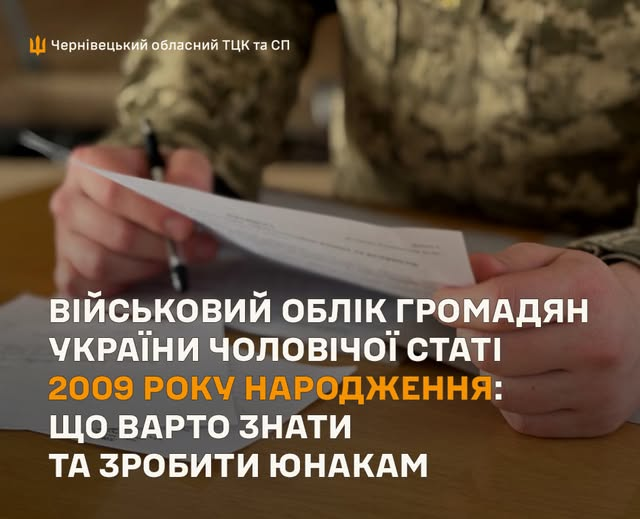 Чернівецький обласний ТЦК та СП
ВІЙСЬКОВИЙ ОБЛІК ГРОМАДЯН
УКРАЇНИ ЧОЛОВІЧОЇ СТАТІ
2009 РОКУ НАРОДЖЕННЯ:
ЩО ВАРТО ЗНАТИ
ТА ЗРОБИТИ ЮНАКАМ